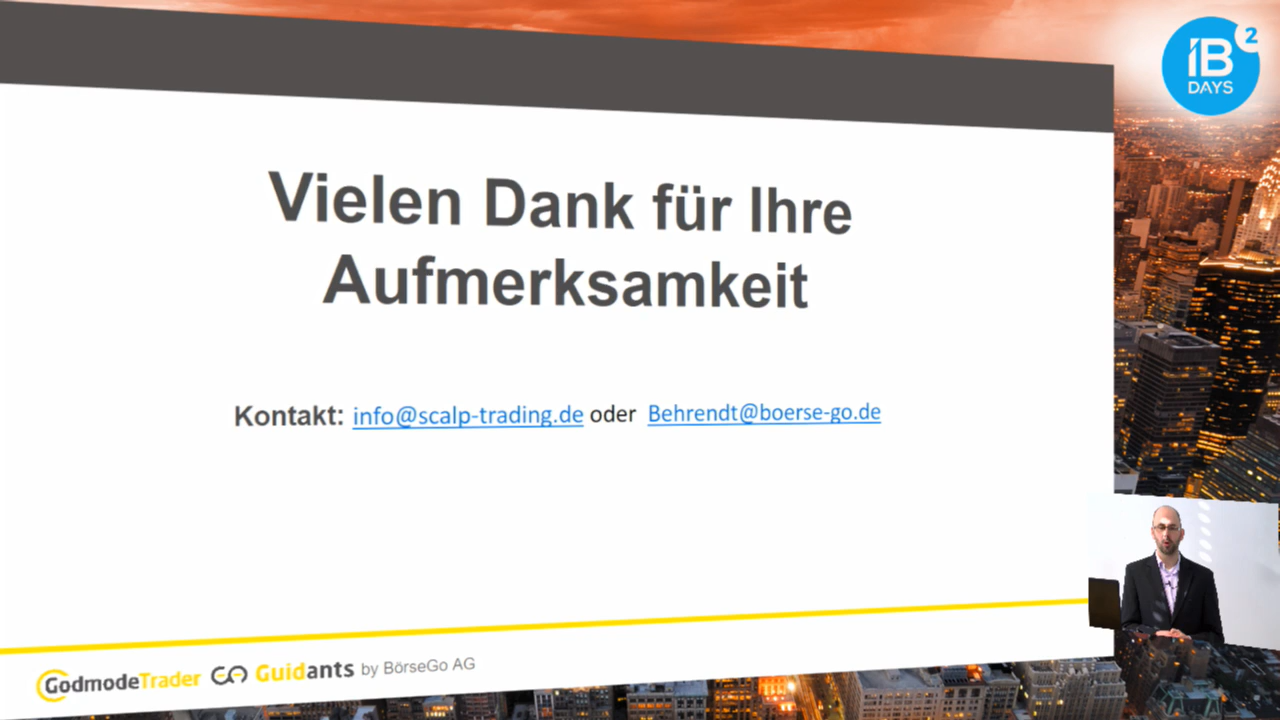 IB 2
DAYS
Vielen Dank für Ihre
Aufmerksamkeit
Kontakt: info@scalp-trading.de oder Behrendt@boerse-go.de
GodmodeTrader Guidants by BörseGo AG